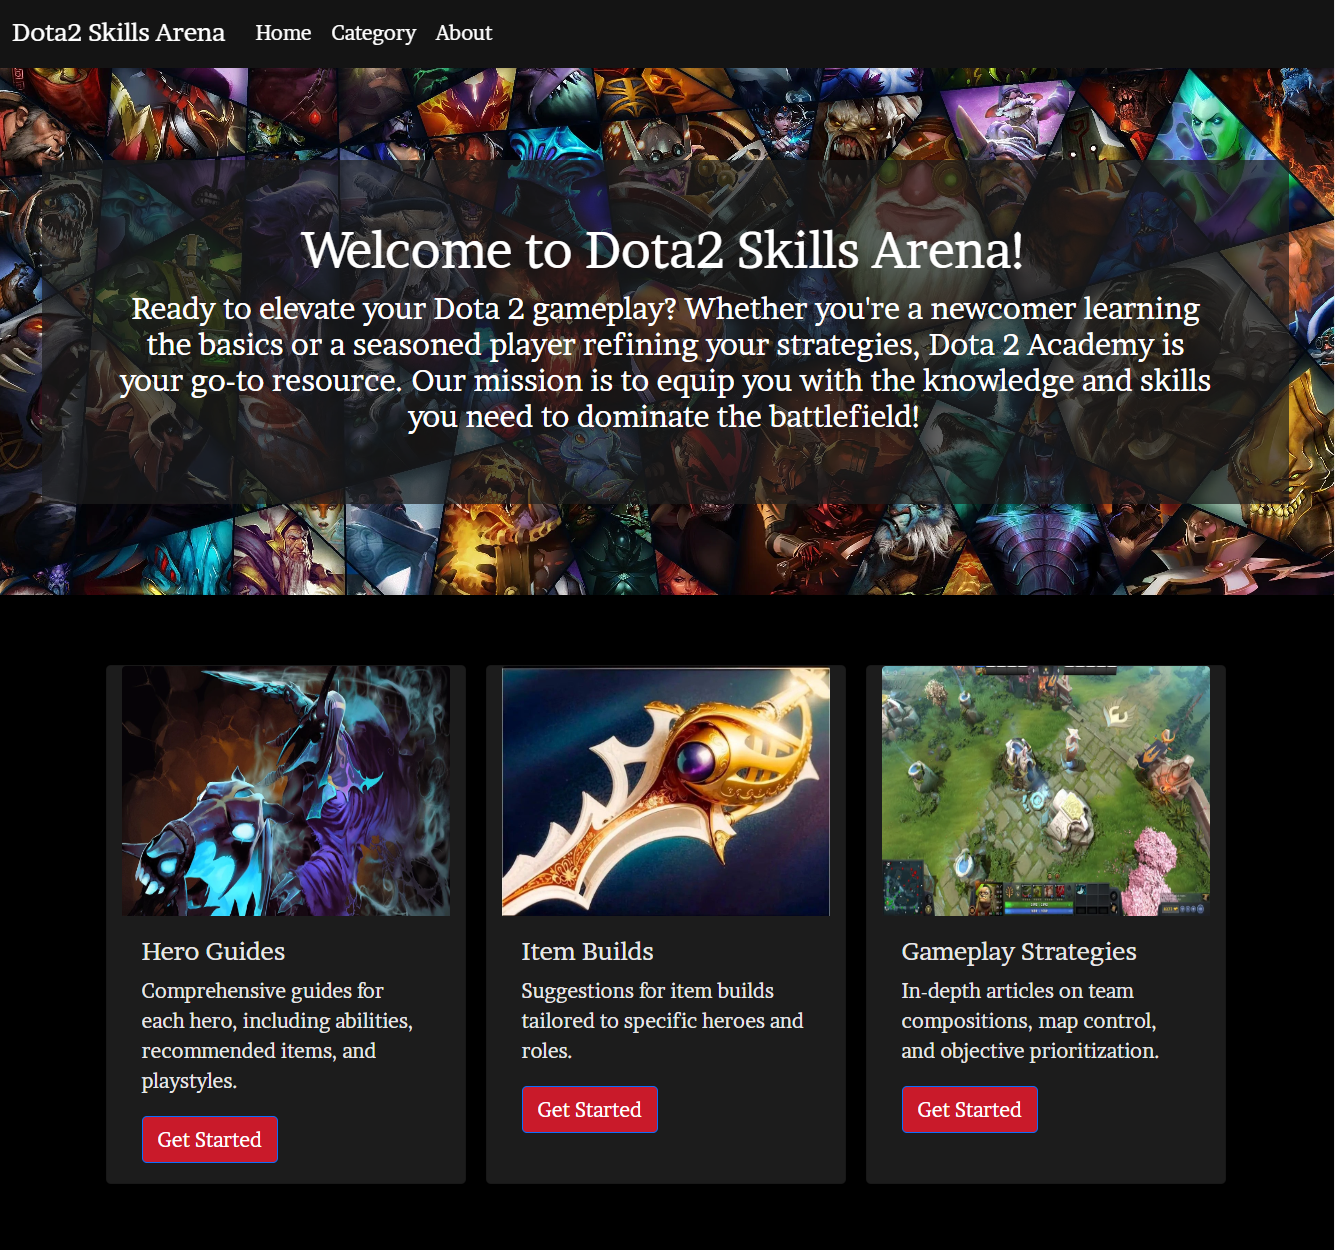 Dota2 Skills Arena Home Category About
Welcome to Dota2 Skills Arena!
Ready to elevate your Dota 2 gameplay? Whether you're a newcomer learning
the basics or a seasoned player refining your strategies, Dota 2 Academy is
your go-to resource. Our mission is to equip you with the knowledge and skills
you need to dominate the battlefield!
Hero Guides
Comprehensive guides for
each hero, including abilities,
recommended items, and
playstyles.
Get Started
Item Builds
Suggestions for item builds
tailored to specific heroes and
roles.
Get Started
Gameplay Strategies
In-depth articles on team
compositions, map control,
and objective prioritization.
Get Started